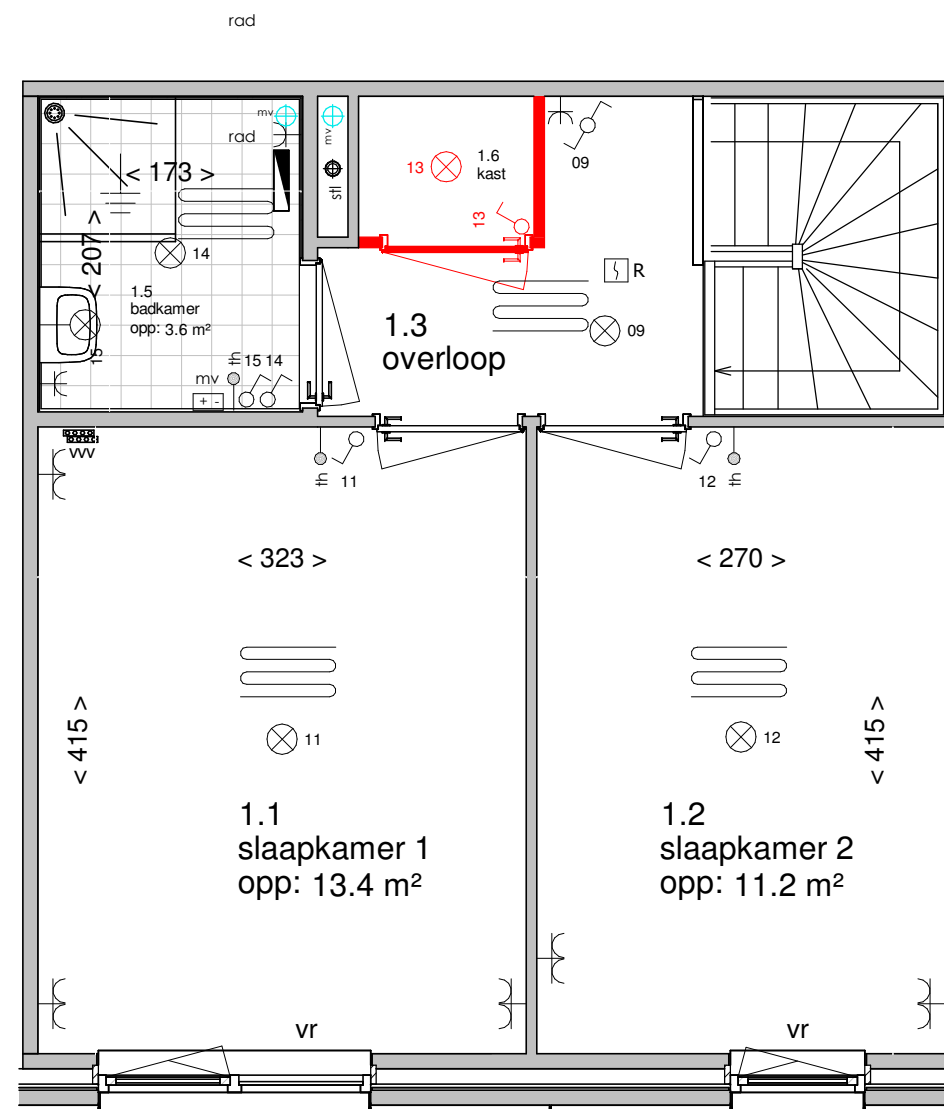 rad
mv
mv
rad
stl
< 173 >
< 207 >
14
1.5
badkamer
opp: 3.6 m²
15
th
15 14
mv
+ -
13
1.6
kast
13
09
R
09
1.3
overloop
th
11
12
th
< 323 >
< 270 >
< 415 >
< 415 >
11
12
1.1
slaapkamer 1
opp: 13.4 m²
1.2
slaapkamer 2
opp: 11.2 m²
vr
vr